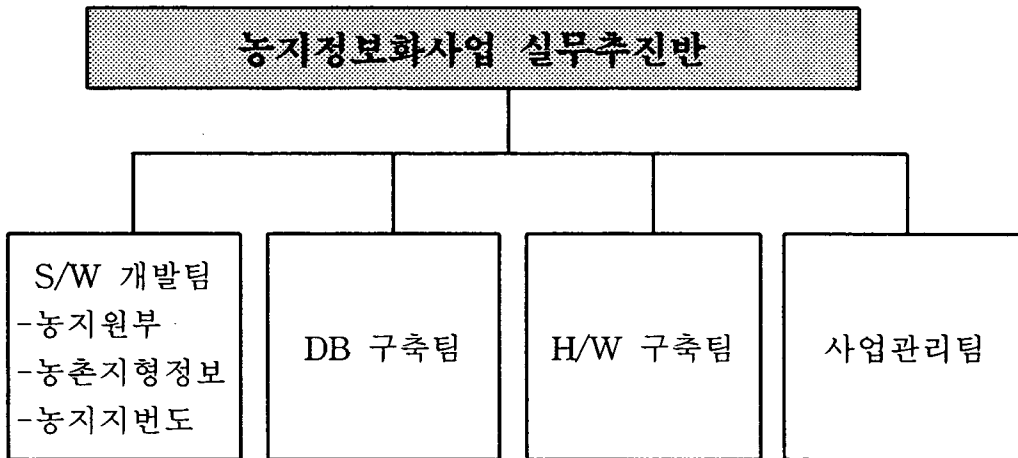 농지정보화사업 실무추진반
S/W 개발팀
-농지원부
-농촌지형정보
-농지지번도
DB 구축팀
H/W 구축팀
사업관리팀